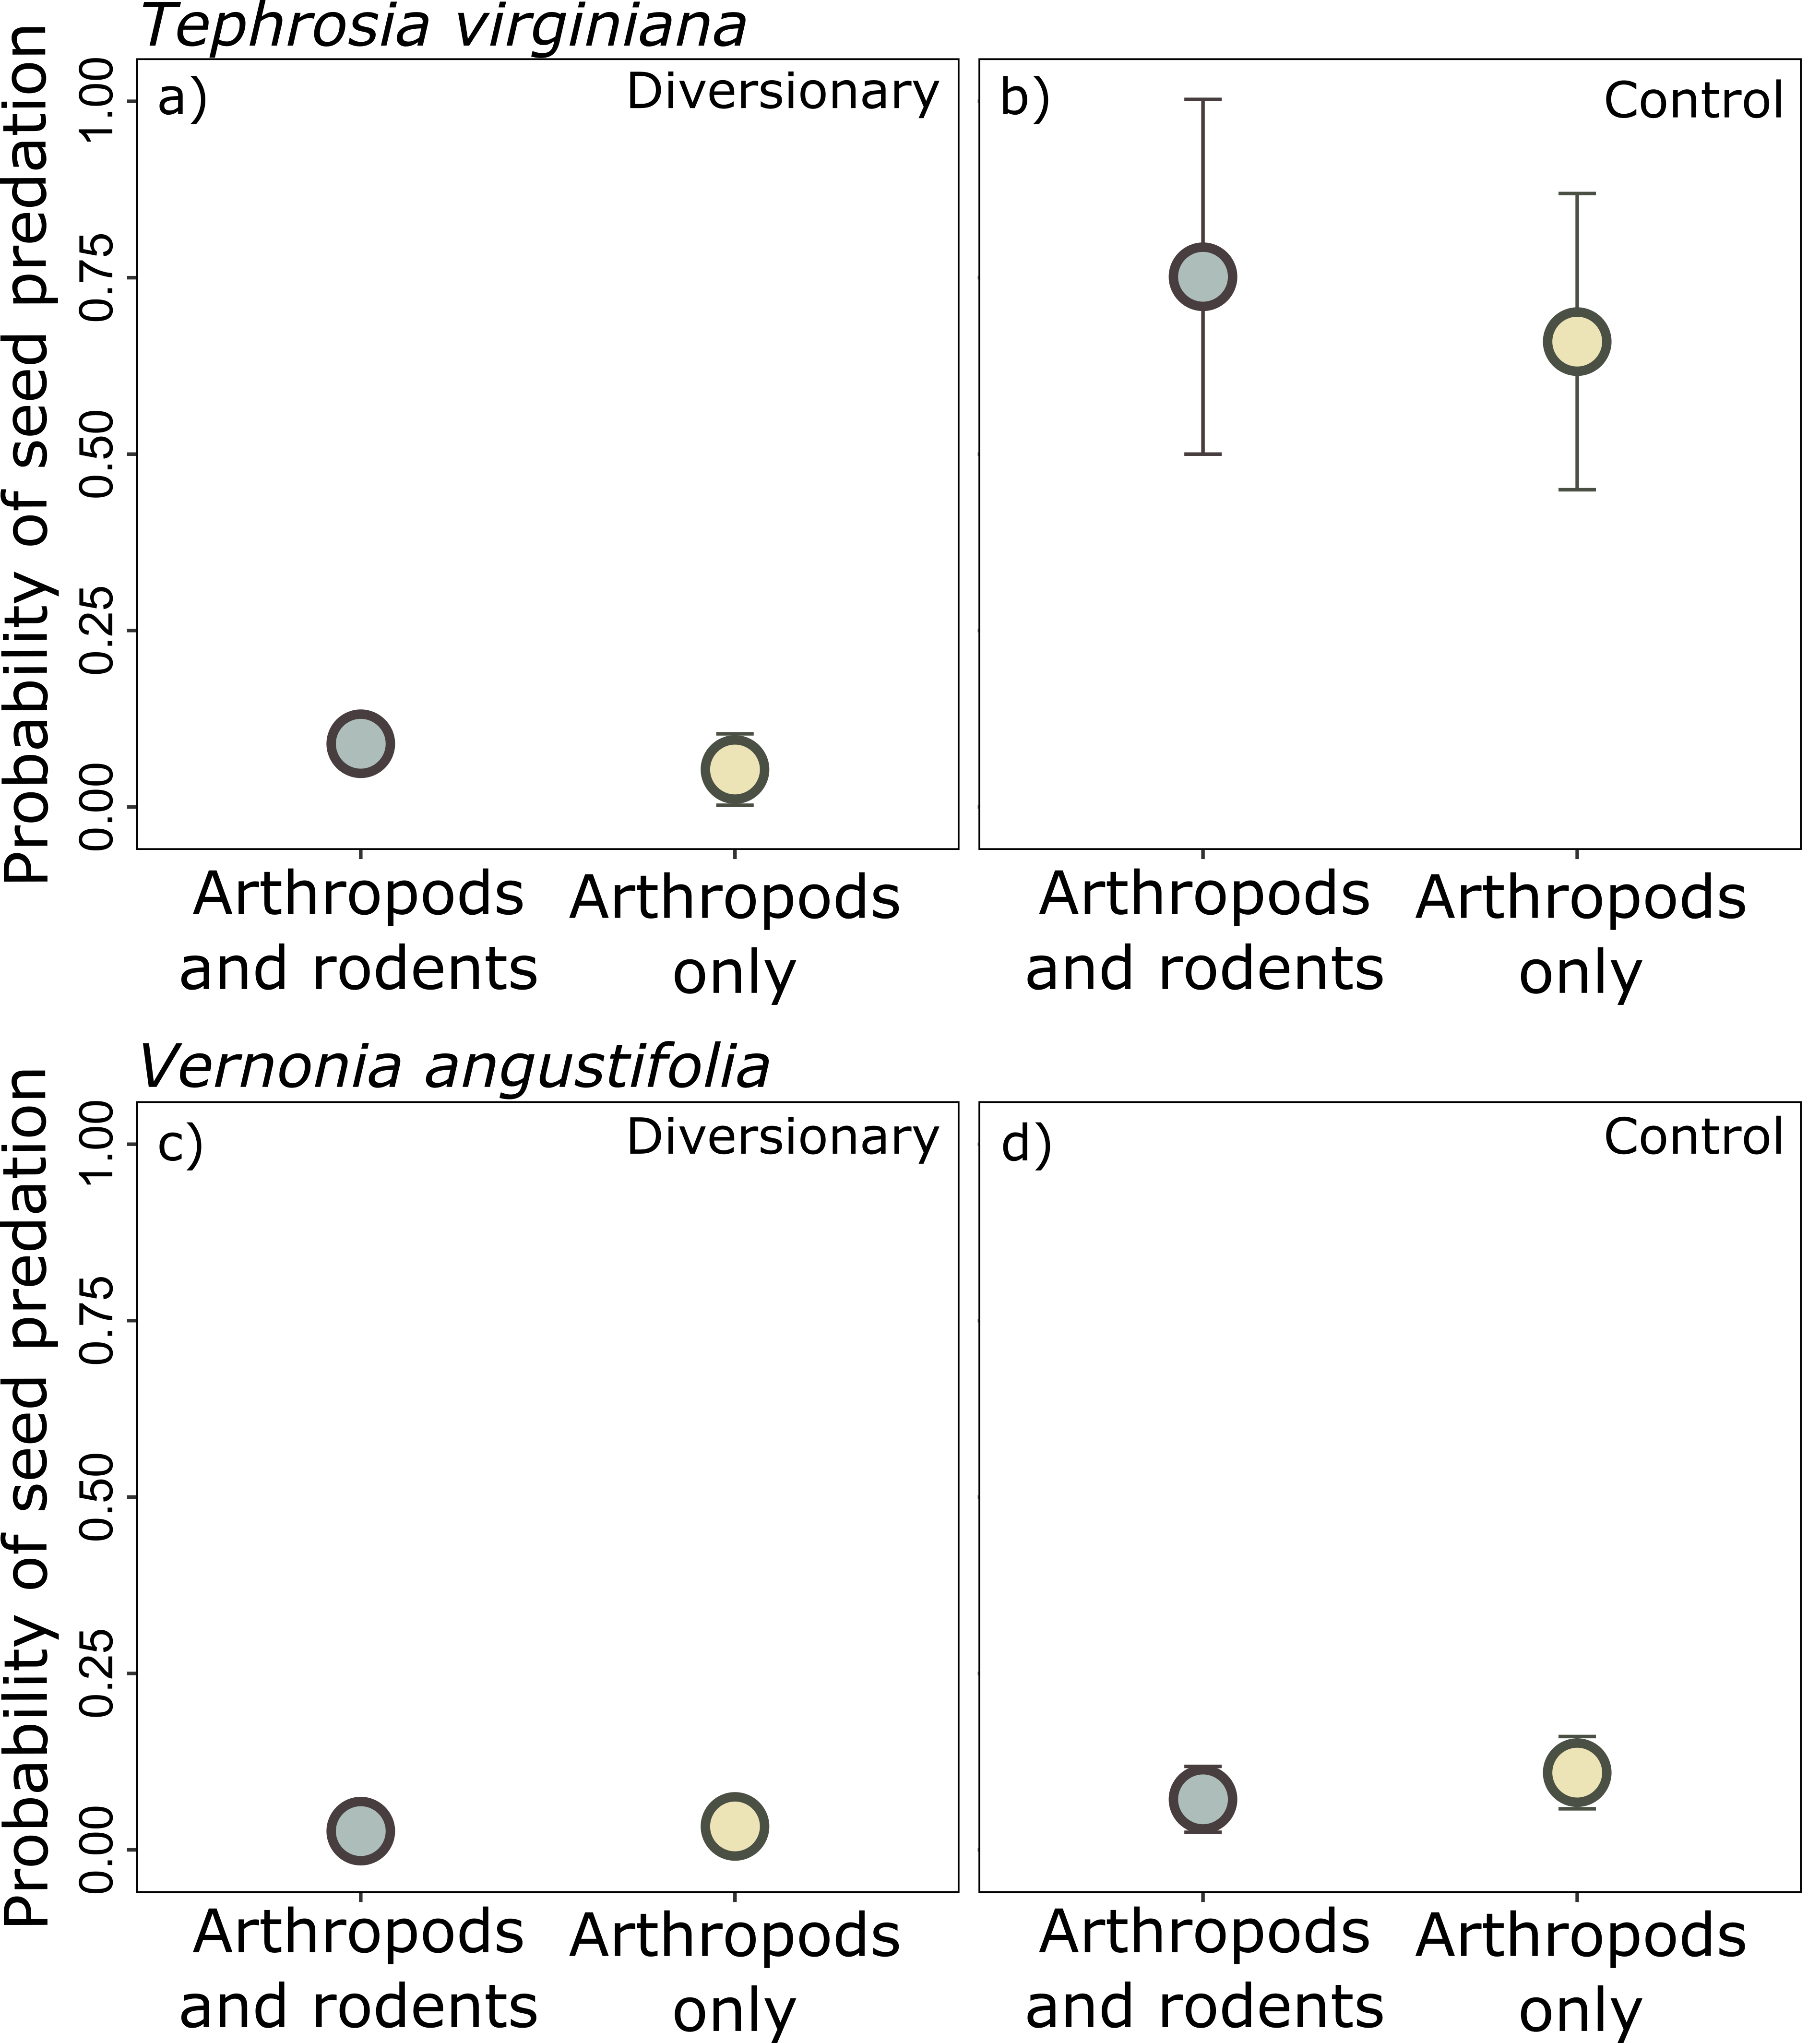 Tephrosia virginiana
Probability of seed predation
1.00
0.75
0.50
0.25
0.00
a)
Diversionary
b)
Control
Arthropods
and rodents
Arthropods
only
Arthropods
and rodents
Arthropods
only
Vernonia angustifolia
Probability of seed predation
1.00
0.75
0.50
0.25
0.00
c)
Diversionary
d)
Control
Arthropods
and rodents
Arthropods
only
Arthropods
and rodents
Arthropods
only